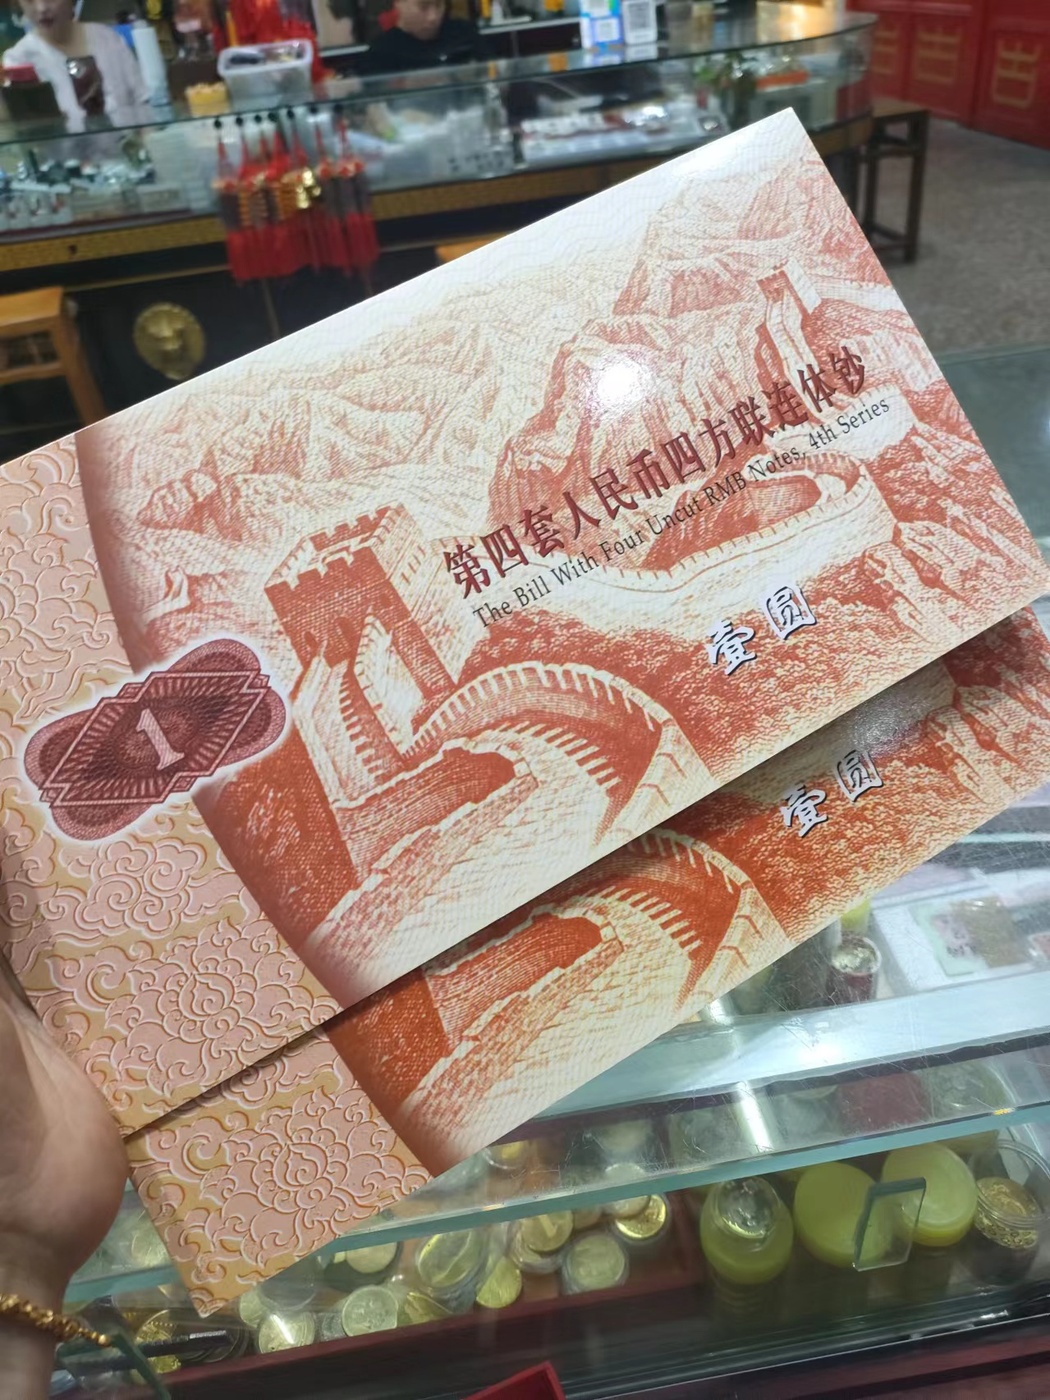 第四套人民币四方联连体钞
The Bill With Four Uncut RMB Notes, 4th Series
壹圆
1
壹圆